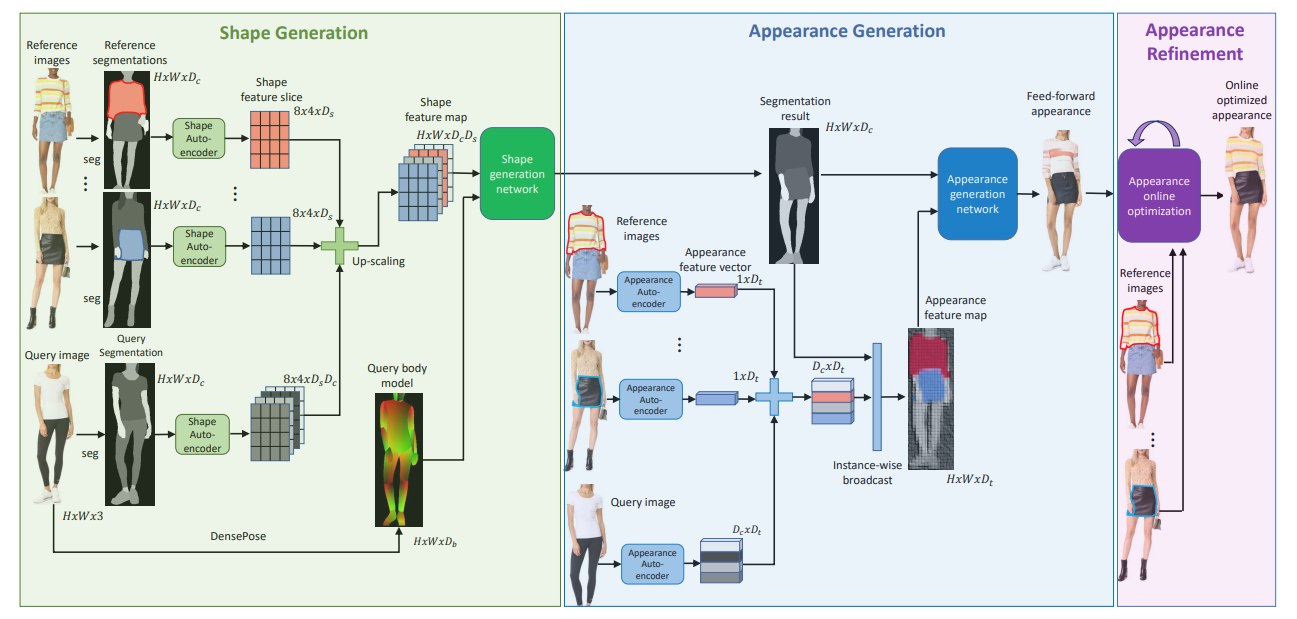 Shape Generation
Reference
images
Reference
segmentations
HxWxD_c
seg
Shape
Auto-
encoder
Shape
feature slice
8x4xD_s
⋮
⋮
HxWxD_c
seg
Shape
Auto-
encoder
8x4xD_s
Up-scaling
Shape
feature map
HxWxD_cD_s
Shape
generation
network
Query image
Query
Segmentation
HxWxD_c
seg
Shape
Auto-
encoder
8x4xD_sD_c
Query body
model
HxWx3
DensePose
HxWxD_b
Appearance Generation
Segmentation
result
HxWxD_c
Reference
images
Appearance
Auto-
encoder
Appearance
feature vector
1xD_t
⋮
Appearance
Auto-
encoder
1xD_t
D_cxD_t
Instance-wise
broadcast
Appearance
feature map
HxWxD_t
Query image
Appearance
Auto-
encoder
D_cxD_t
Appearance
generation
network
Feed-forward
appearance
Appearance
Refinement
Online
optimized
appearance
Appearance
online
optimization
Reference
images
⋮